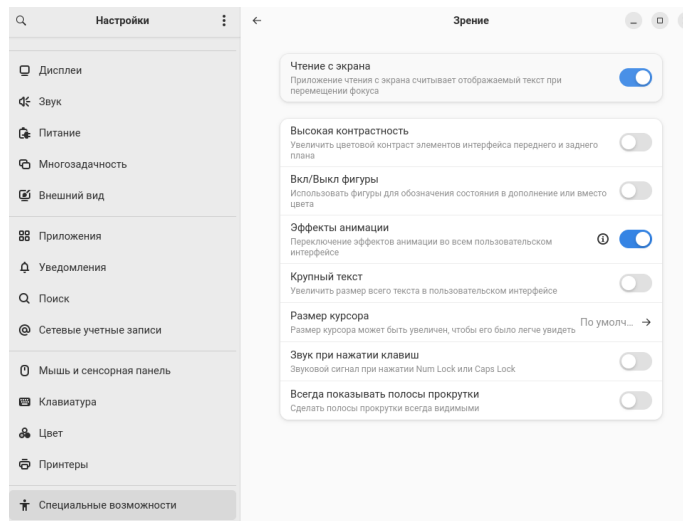 Настройки
Зрение
Дисплеи
Звук
Питание
Многозадачность
Внешний вид
Приложения
Уведомления
Поиск
Сетевые учетные записи
Мышь и сенсорная панель
Клавиатура
Цвет
Принтеры
Специальные возможности
Чтение с экрана
Приложение чтения с экрана считывает отображаемый текст при
перемещении фокуса
Высокая контрастность
Увеличить цветовой контраст элементов интерфейса переднего и заднего
плана
Вкл/Выкл фигуры
Использовать фигуры для обозначения состояния в дополнение или вместо
цвета
Эффекты анимации
Переключение эффектов анимации во всем пользовательском
интерфейсе
Крупный текст
Увеличить размер всего текста в пользовательском интерфейсе
Размер курсора
Размер курсора может быть увеличен, чтобы его было легче увидеть
По умолч...
Звук при нажатии клавиш
Звуковой сигнал при нажатии Num Lock или Caps Lock
Всегда показывать полосы прокрутки
Сделать полосы прокрутки всегда видимыми